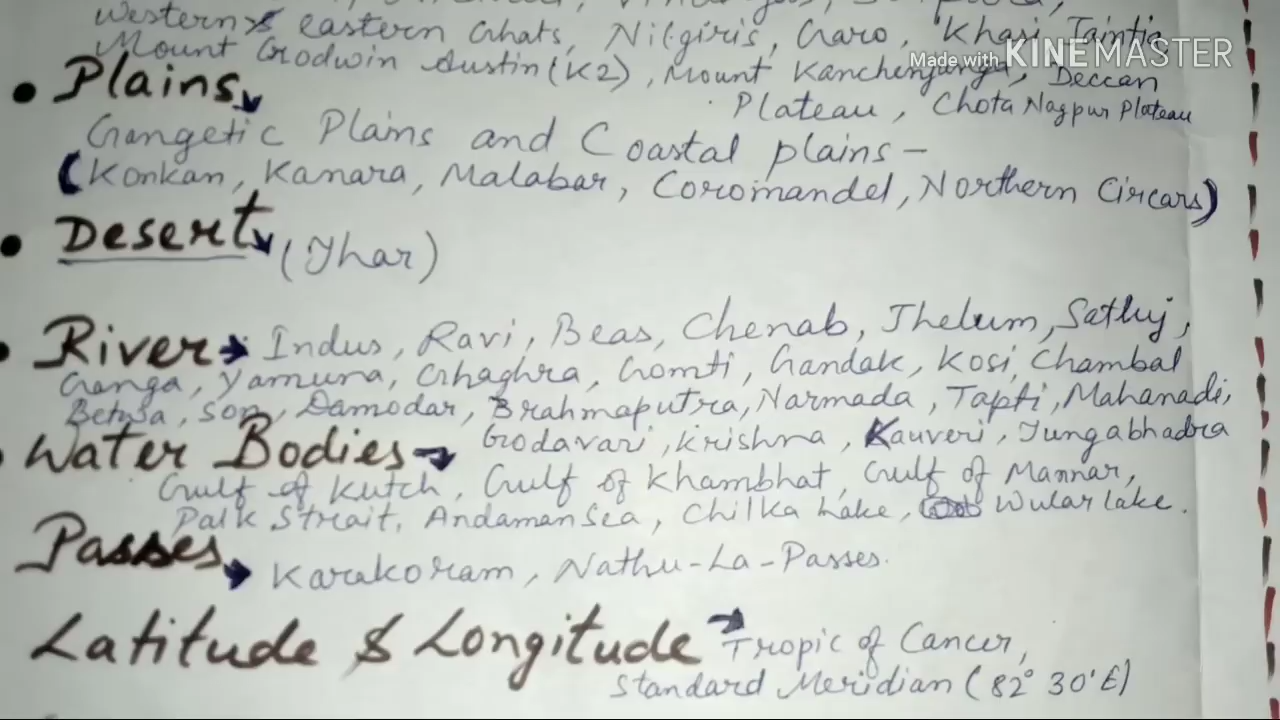 Western & eastern Ghats, Nilgiris, Garo, Khasi, Jaintia,
Mount Godwin Austin (K2), Mount Kanchenjunga, Deccan
Plateau, Chota Nagpur Plateau
Made with KINEMASTER
• Plains
Gangetic Plains and Coastal plains -
(Konkan, Kanara, Malabar, Coromandel, Northern Circars)
• Desert (Thar)
• River → Indus, Ravi, Beas, Chenab, Jhelum, Satluj,
Ganga, Yamuna, Ghaghra, Gomti, Gandak, Kosi, Chambal
Betwa, Son, Damodar, Brahmaputra, Narmada, Tapti, Mahanadi,
Godavari, Krishna, Kauveri, Tungabhadra
• Water Bodies →
Gulf of Kutch, Gulf of Khambhat, Gulf of Mannar,
Palk Strait, Andaman Sea, Chilka Lake, Wular lake.
Passes → Karakoram, Nathu-La-Passes.
Latitude & Longitude → Tropic of Cancer,
Standard Meridian (82° 30' E)